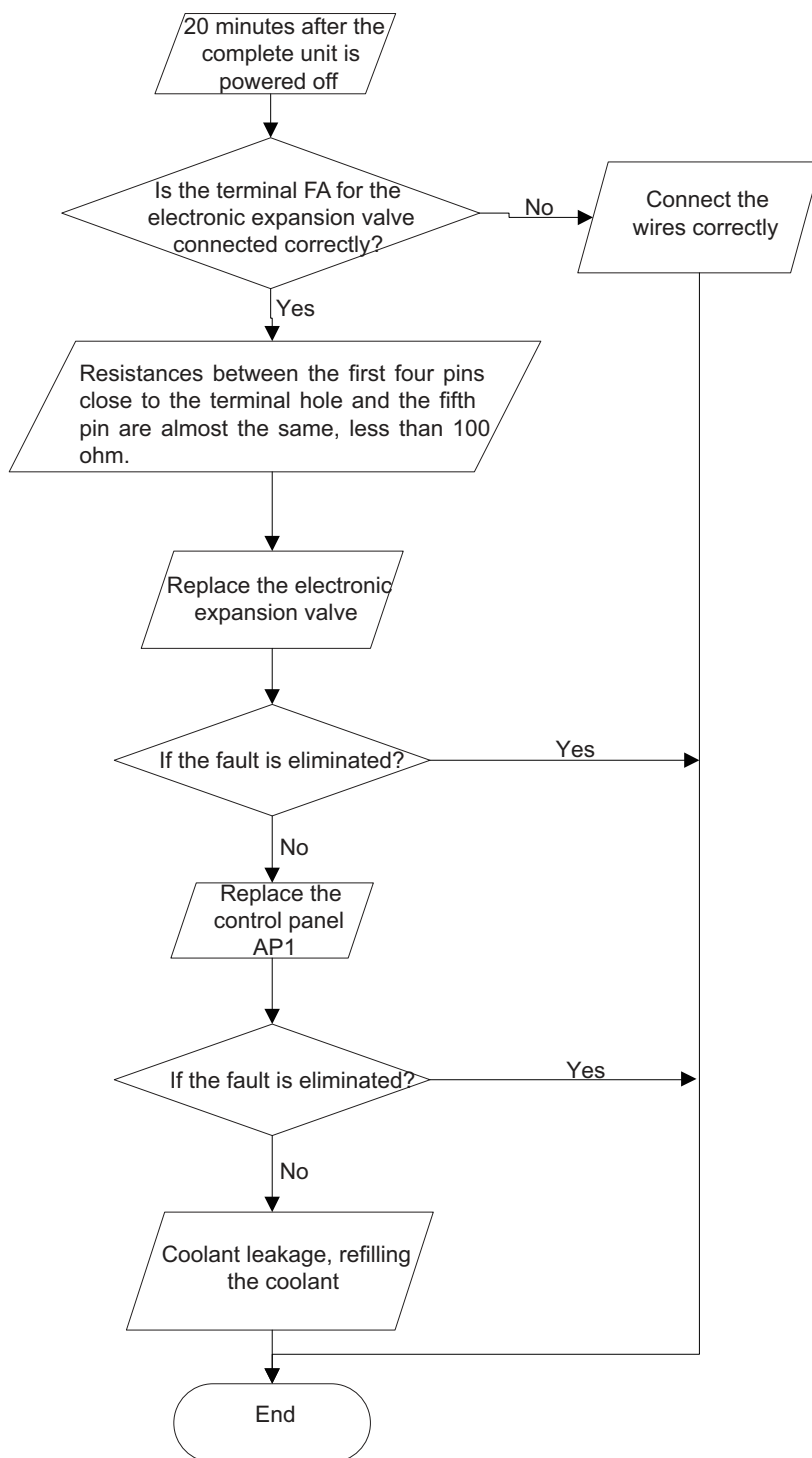 20 minutes after the
complete unit is
powered off
Is the terminal FA for the
electronic expansion valve
connected correctly?
No
Connect the
wires correctly
Yes
Resistances between the first four pins
close to the terminal hole and the fifth
pin are almost the same, less than 100
ohm.
Replace the electronic
expansion valve
If the fault is eliminated?
Yes
No
Replace the
control panel
AP1
If the fault is eliminated?
Yes
No
Coolant leakage, refilling
the coolant
End